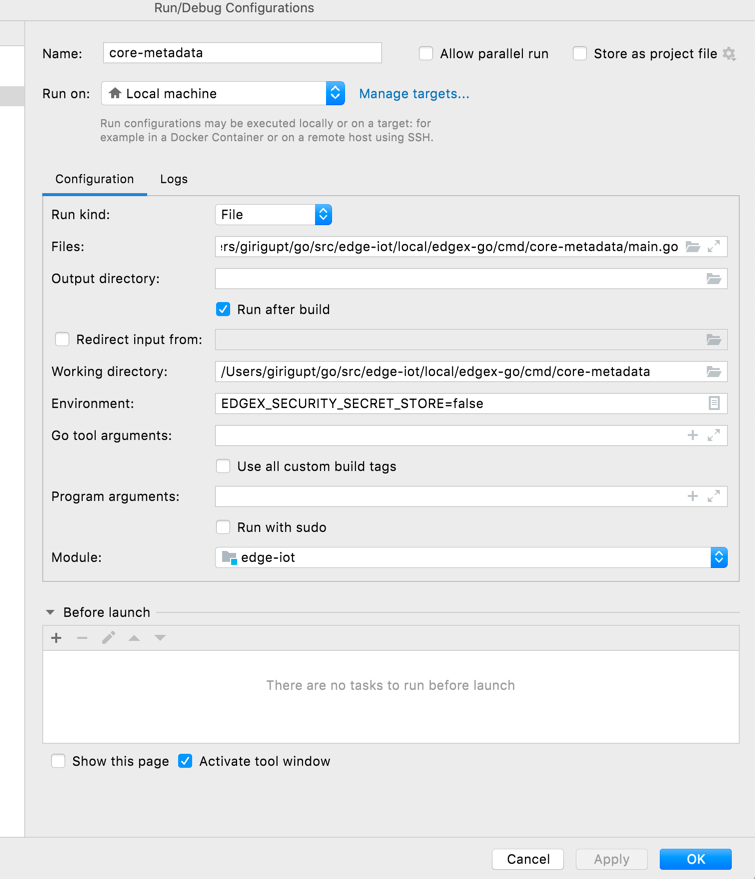 Run/Debug Configurations
Name: core-metadata Allow parallel run Store as project file
Run on: Local machine Manage targets...
Run configurations may be executed locally or on a target: for
example in a Docker Container or on a remote host using SSH.
Configuration Logs
Run kind: File
Files: ers/girigupt/go/src/edge-iot/local/edgex-go/cmd/core-metadata/main.go
Output directory:
Run after build
Redirect input from:
Working directory: /Users/girigupt/go/src/edge-iot/local/edgex-go/cmd/core-metadata
Environment: EDGEX_SECURITY_SECRET_STORE=false
Go tool arguments:
Use all custom build tags
Program arguments:
Run with sudo
Module: edge-iot
Before launch
There are no tasks to run before launch
Show this page Activate tool window
Cancel Apply OK